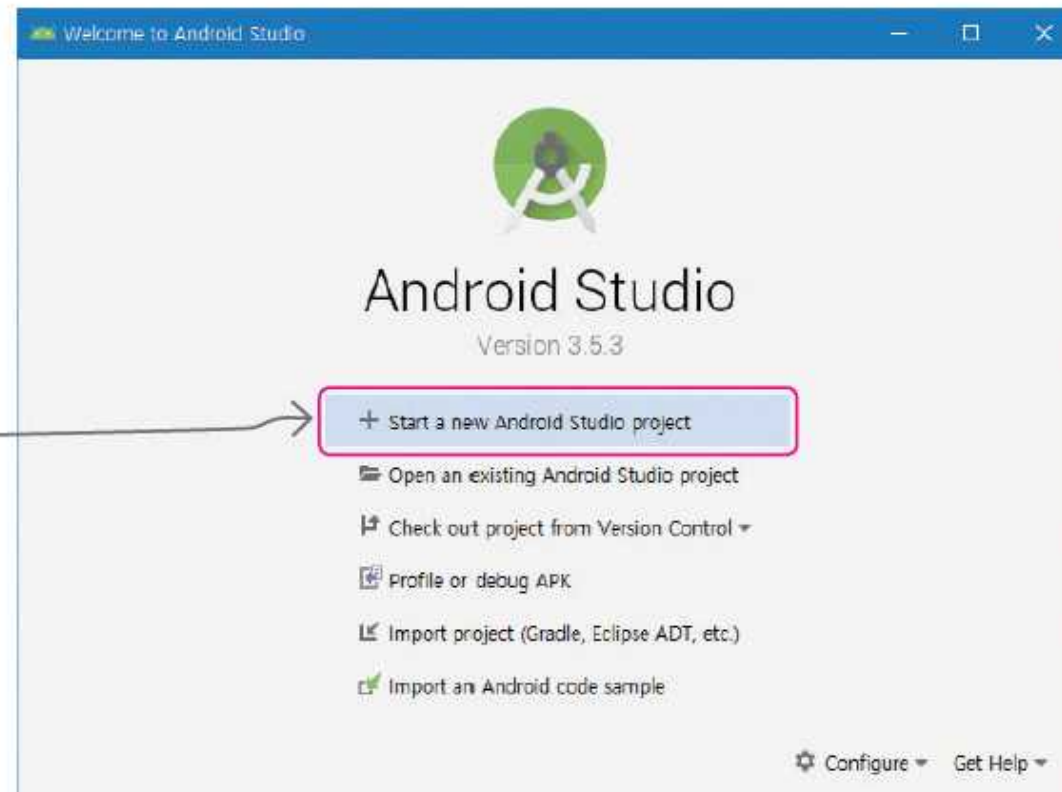 Welcome to Android Studio
Android Studio
Version 3.5.3
Start a new Android Studio project
Open an existing Android Studio project
Check out project from Version Control
Profile or debug APK
Import project (Gradle, Eclipse ADT, etc.)
Import an Android code sample
Configure
Get Help